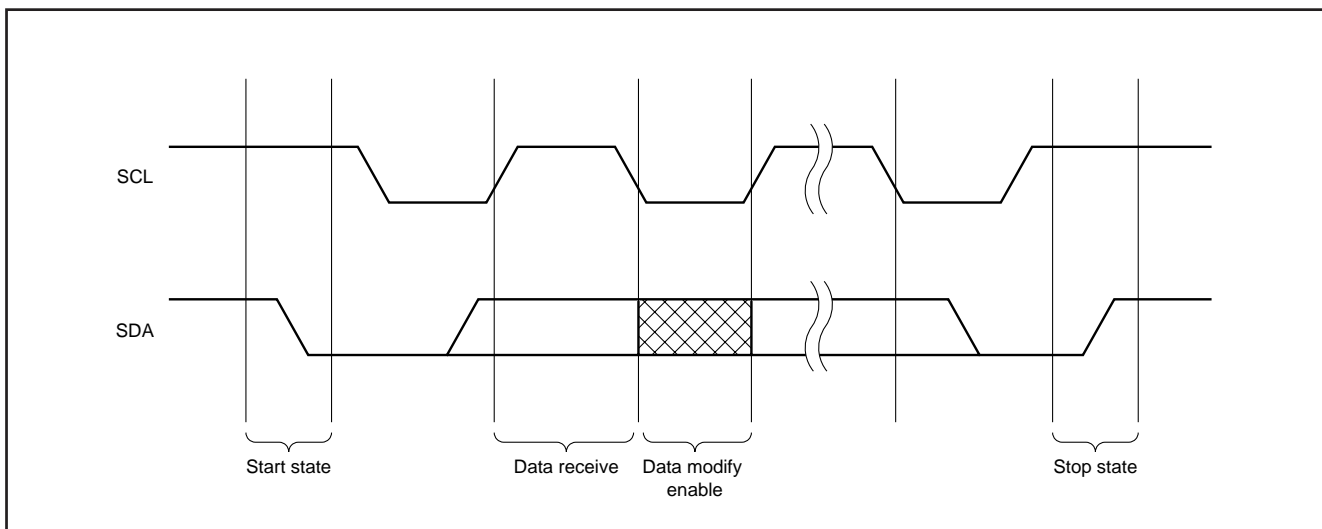 SCL
SDA
Start state
Data receive
Data modify
enable
Stop state